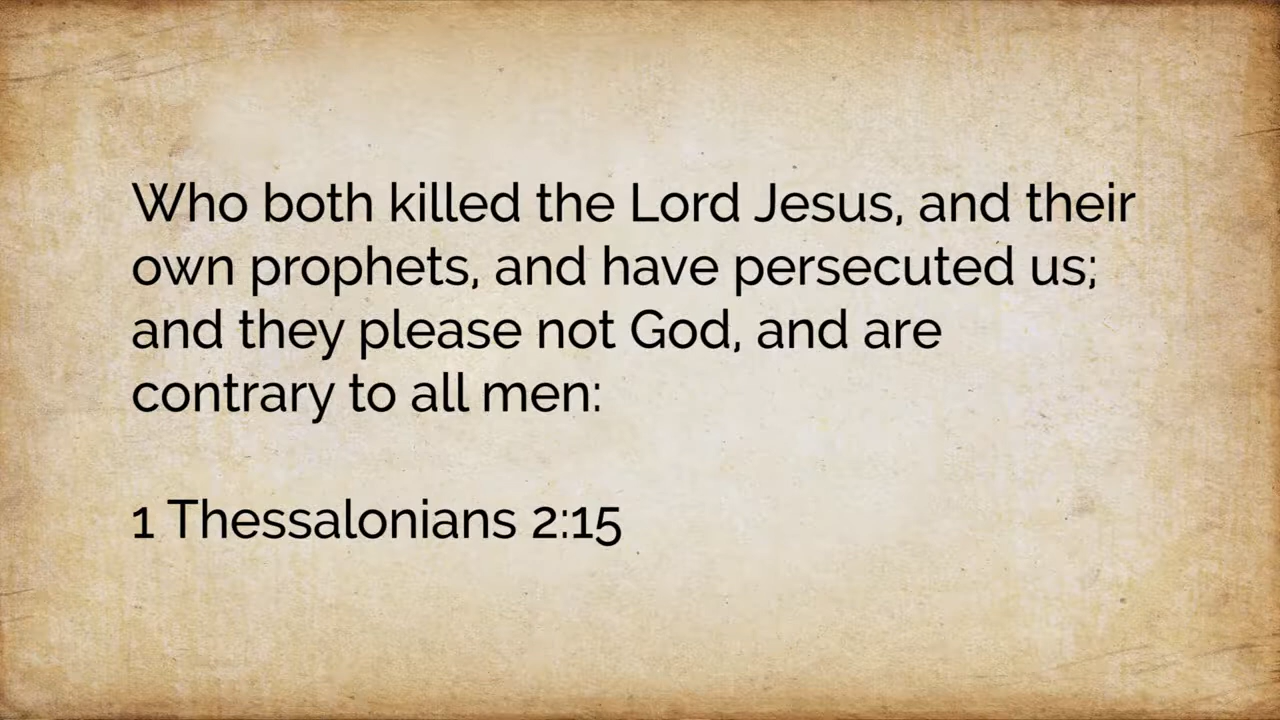 Who both killed the Lord Jesus, and their
own prophets, and have persecuted us;
and they please not God, and are
contrary to all men:
1 Thessalonians 2:15